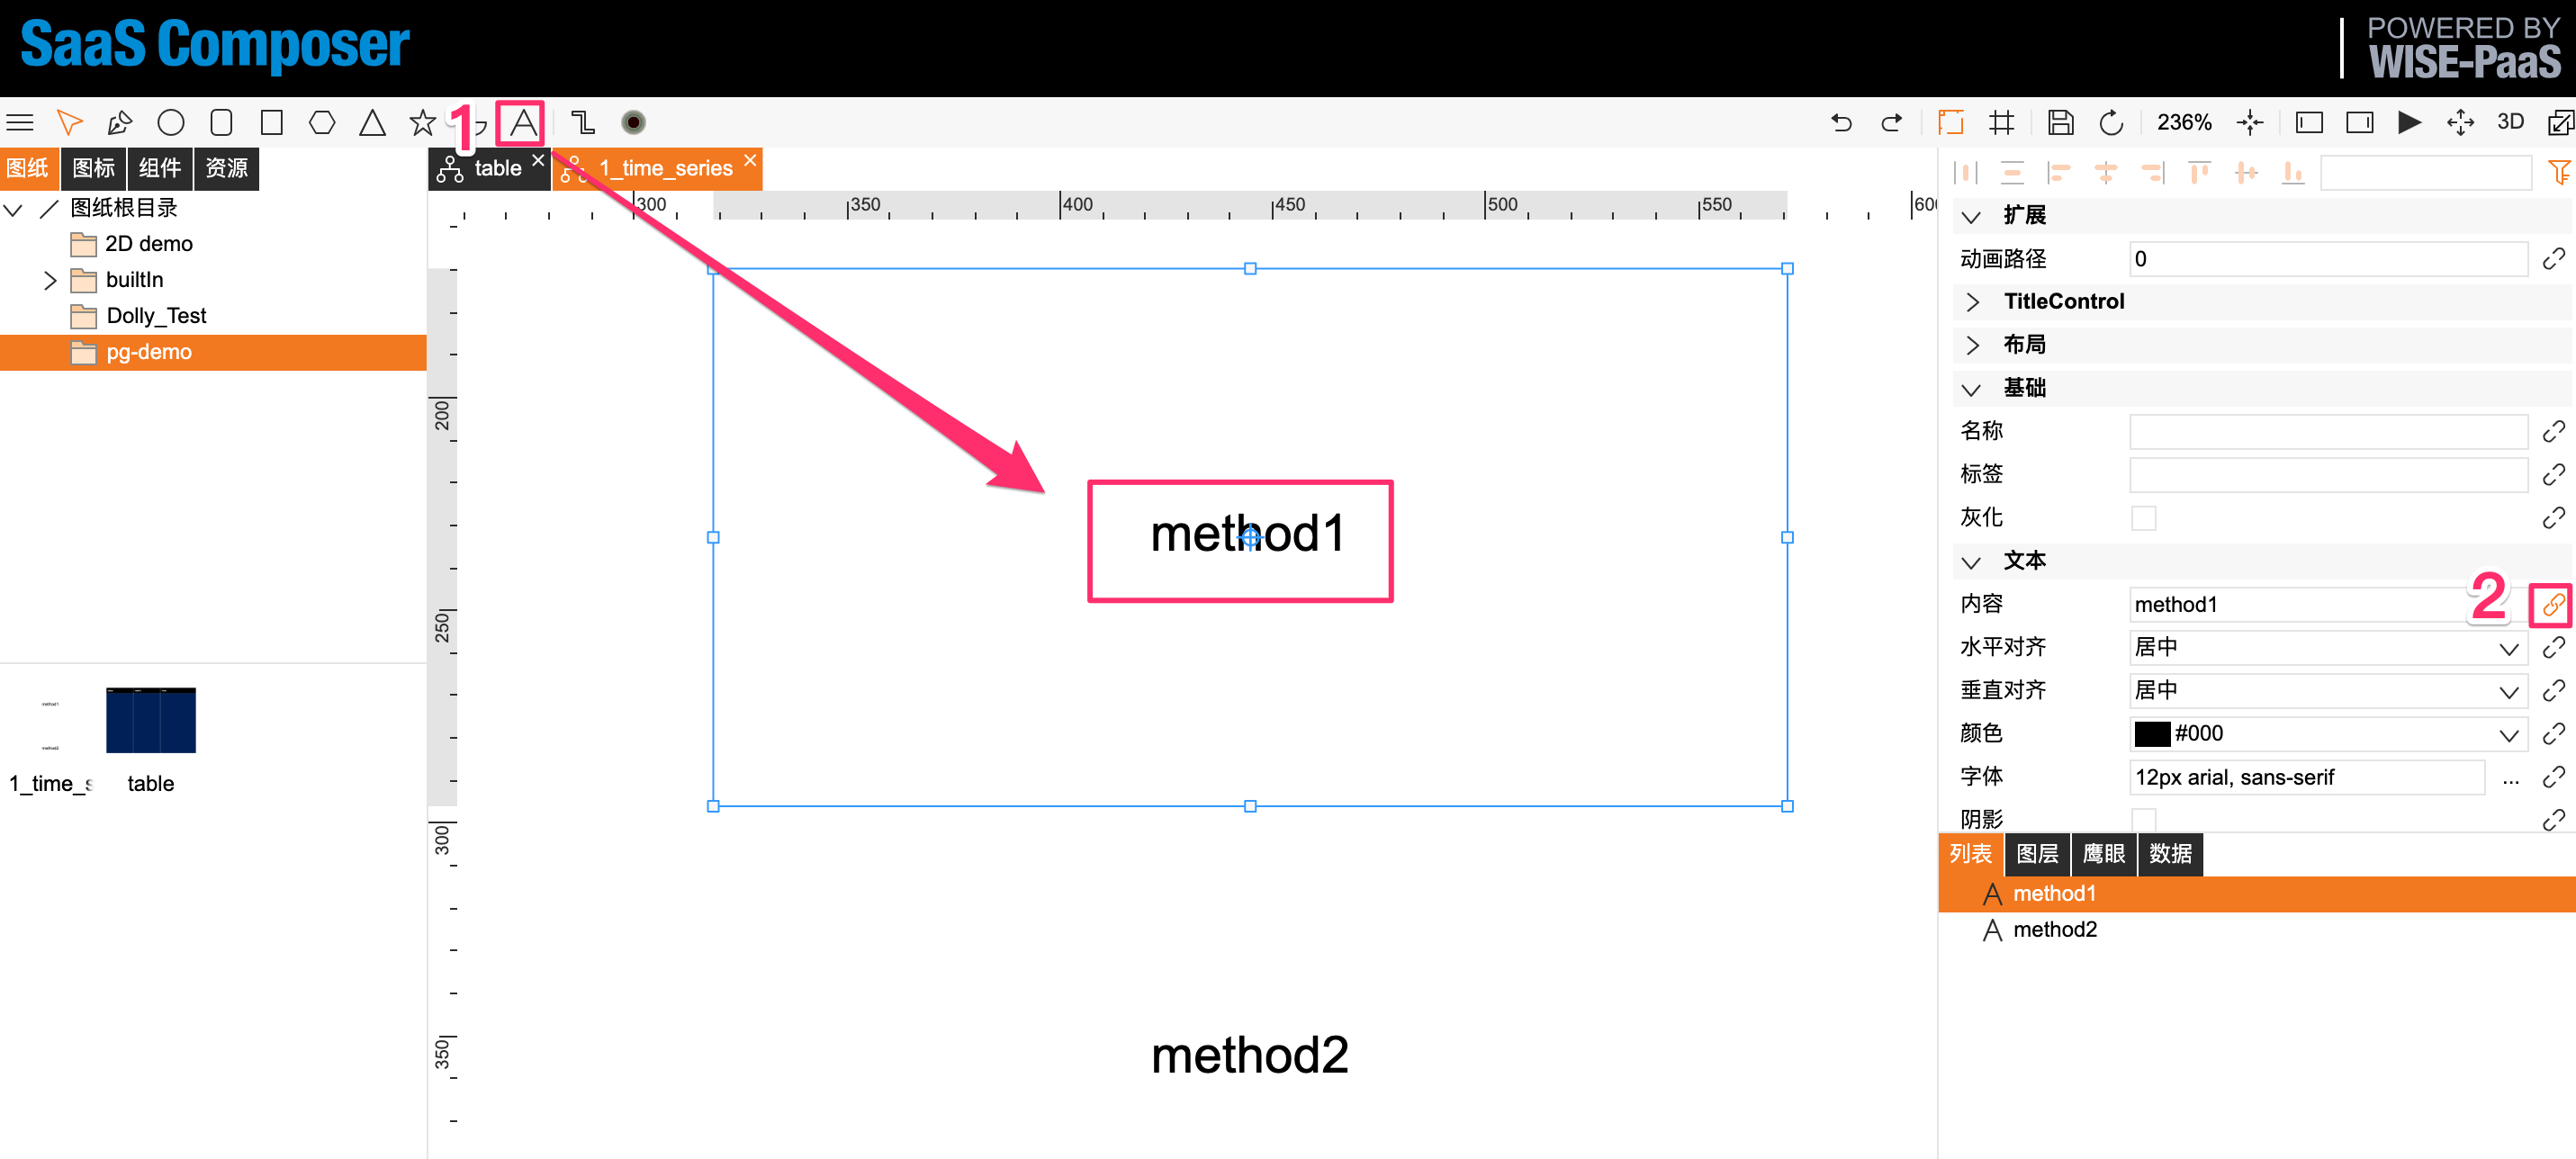 SaaS Composer
POWERED BY
WISE-PaaS
1
A
236%
3D
图纸
图标
组件
资源
table
1_time_series
图纸根目录
2D demo
builtIn
Dolly_Test
pg-demo
300
350
400
450
500
550
200
250
300
350
method1
method2
method1
method2
1_time_s
table
扩展
动画路径
0
TitleControl
布局
基础
名称
标签
灰化
文本
内容
method1
2
水平对齐
居中
垂直对齐
居中
颜色
#000
字体
12px arial, sans-serif
...
阴影
列表
图层
鹰眼
数据
A method1
A method2